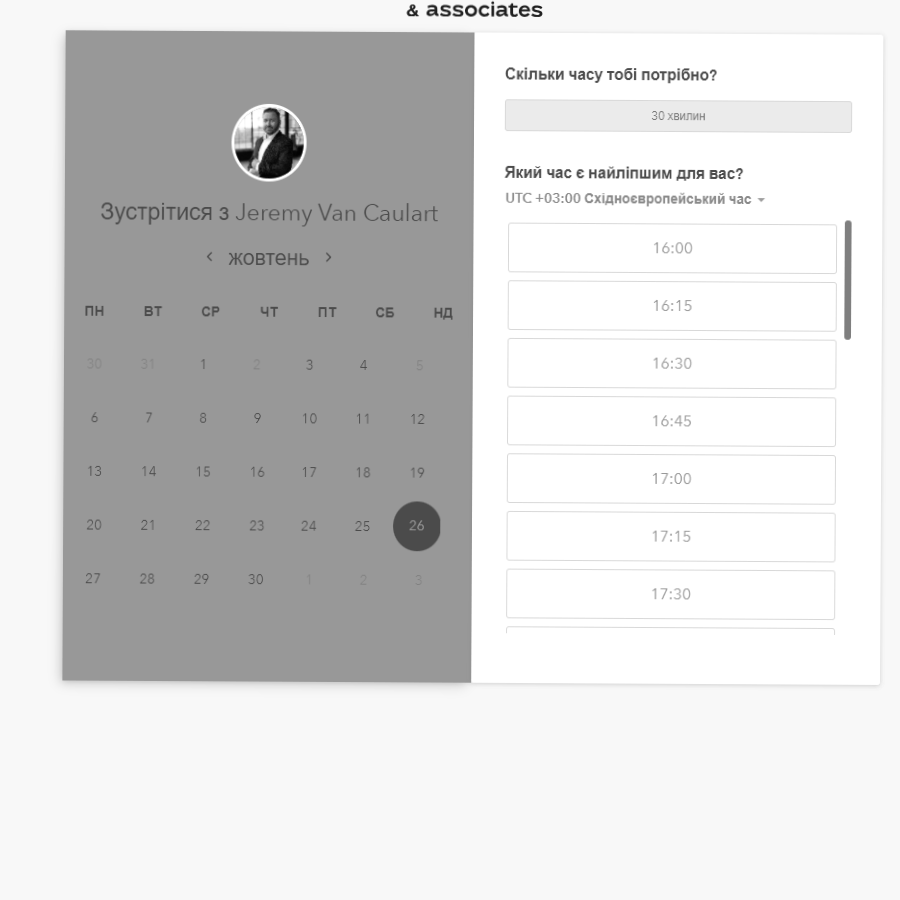 & associates
Зустрітися з Jeremy Van Caulart
жовтень
ПН ВТ СР ЧТ ПТ СБ НД
30 31 1 2 3 4 5
6 7 8 9 10 11 12
13 14 15 16 17 18 19
20 21 22 23 24 25 26
27 28 29 30 1 2 3
Скільки часу тобі потрібно?
30 хвилин
Який час є найліпшим для вас?
UTC +03:00 Східноєвропейський час
16:00
16:15
16:30
16:45
17:00
17:15
17:30